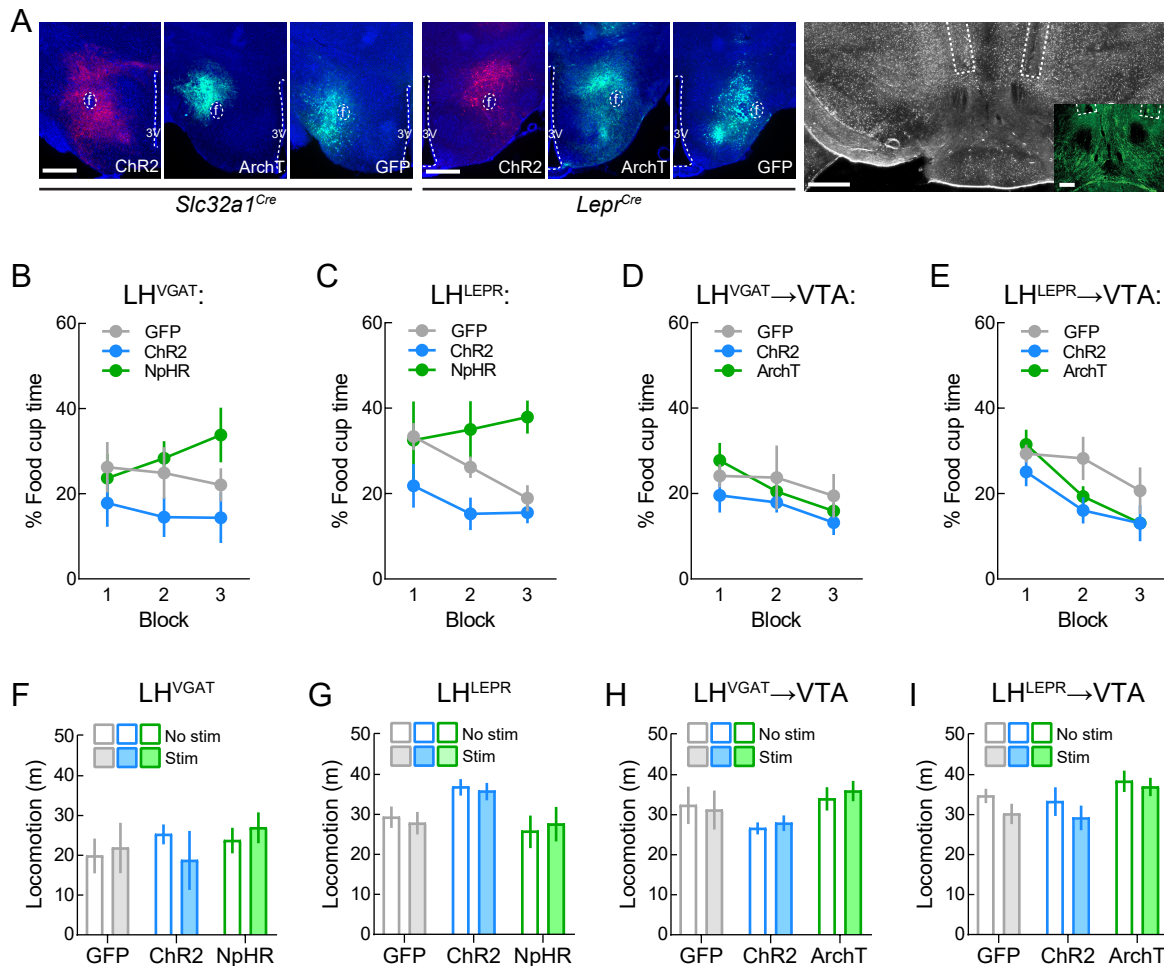 A
f
3V
ChR2
f
ArchT
f
3V
GFP
3V
f
ChR2
3V
f
ArchT
3V
f
GFP
Slc32a1Cre
LeprCre
B
LHVGAT:
GFP
ChR2
NpHR
% Food cup time
60
40
20
0
1 2 3
Block
C
LHLEPR:
GFP
ChR2
NpHR
% Food cup time
60
40
20
0
1 2 3
Block
D
LHVGAT→VTA:
GFP
ChR2
ArchT
% Food cup time
60
40
20
0
1 2 3
Block
E
LHLEPR→VTA:
GFP
ChR2
ArchT
% Food cup time
60
40
20
0
1 2 3
Block
F
LHVGAT
No stim
Stim
Locomotion (m)
50
40
30
20
10
0
GFP ChR2 NpHR
G
LHLEPR
No stim
Stim
Locomotion (m)
50
40
30
20
10
0
GFP ChR2 NpHR
H
LHVGAT→VTA
No stim
Stim
Locomotion (m)
50
40
30
20
10
0
GFP ChR2 ArchT
I
LHLEPR→VTA
No stim
Stim
Locomotion (m)
50
40
30
20
10
0
GFP ChR2 ArchT